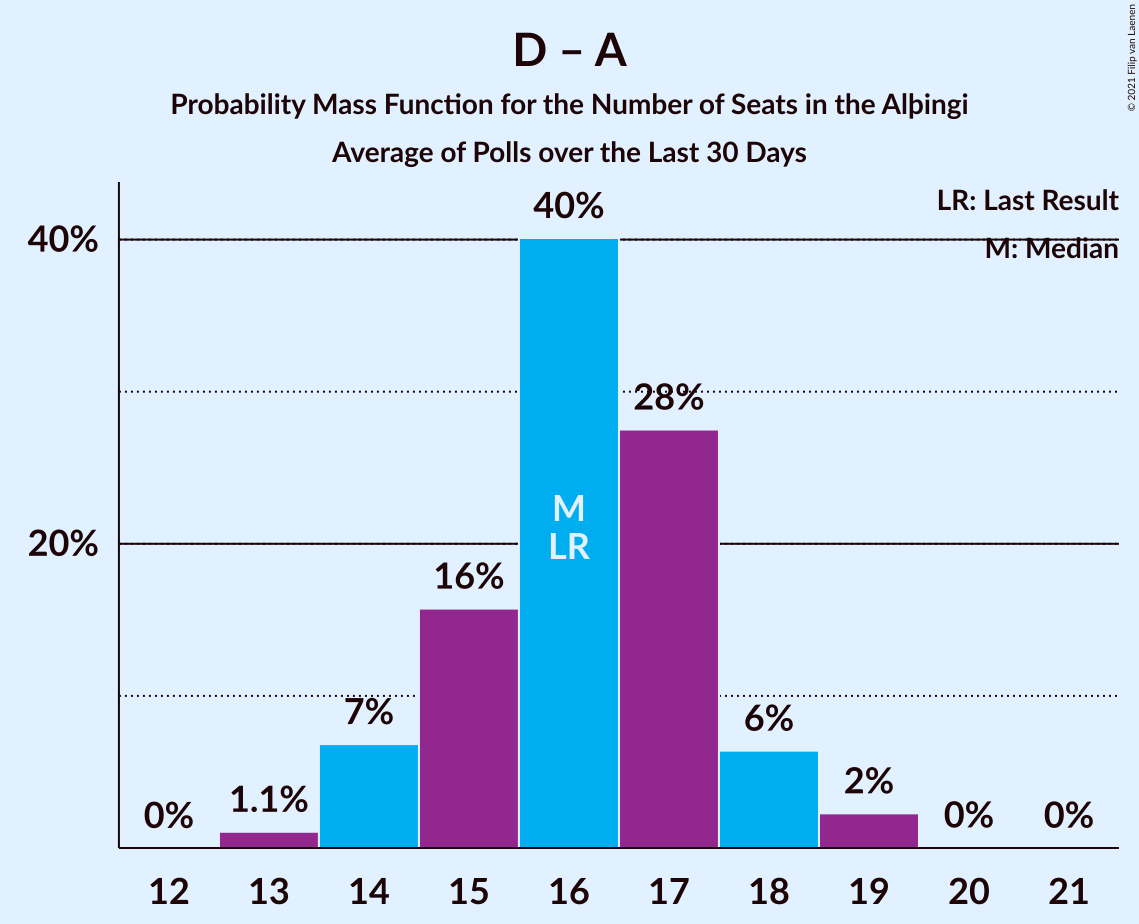 D – A
Probability Mass Function for the Number of Seats in the Alþingi
Average of Polls over the Last 30 Days
© 2021 Filip van Laenen
LR: Last Result
M: Median
40%
20%
0%
1.1%
7%
16%
40%
28%
6%
2%
0%
0%
M
LR
12 13 14 15 16 17 18 19 20 21